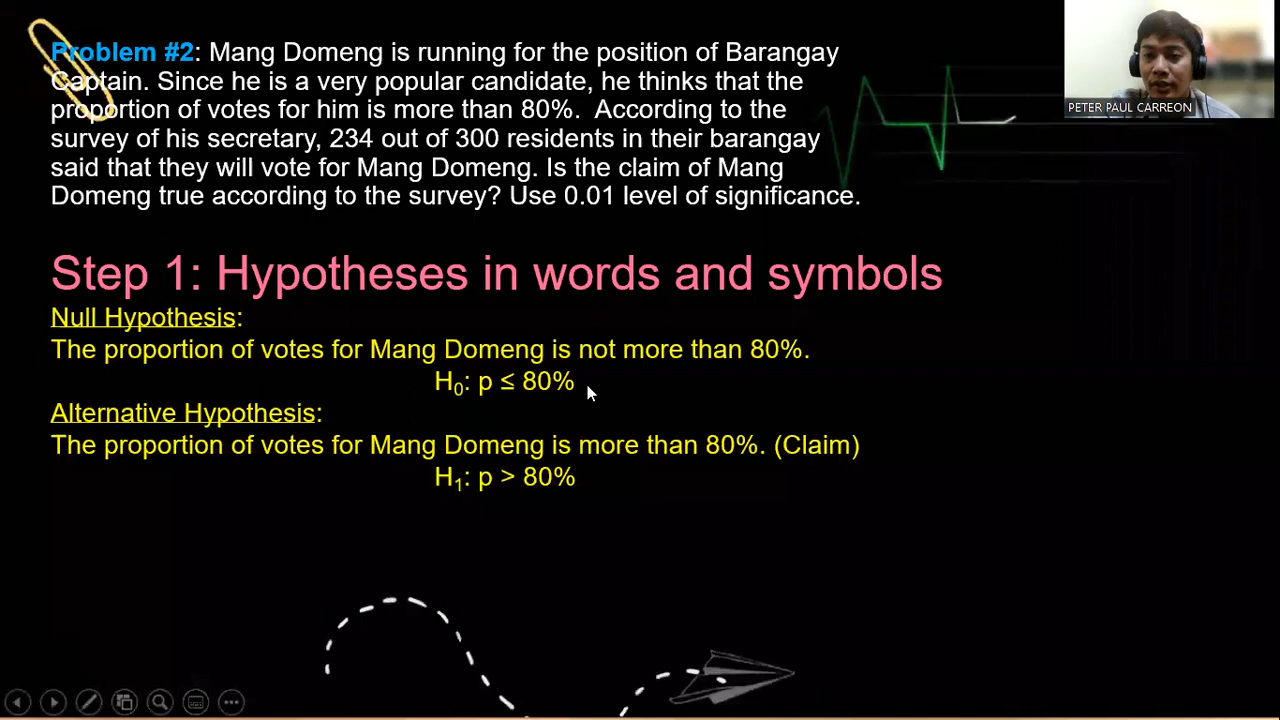 Problem #2: Mang Domeng is running for the position of Barangay
Captain. Since he is a very popular candidate, he thinks that the
proportion of votes for him is more than 80%. According to the
survey of his secretary, 234 out of 300 residents in their barangay
said that they will vote for Mang Domeng. Is the claim of Mang
Domeng true according to the survey? Use 0.01 level of significance.
PETER PAUL CARREON
Step 1: Hypotheses in words and symbols
Null Hypothesis:
The proportion of votes for Mang Domeng is not more than 80%.
H₀: p ≤ 80%
Alternative Hypothesis:
The proportion of votes for Mang Domeng is more than 80%. (Claim)
H₁: p > 80%